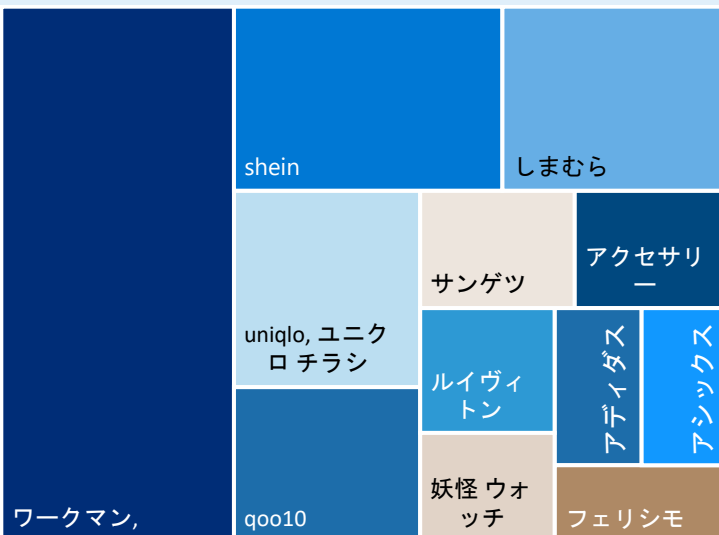 ワークマン,
shein
しまむら
uniqlo, ユニク
ロ チラシ
qoo10
サンゲツ
アクセサリ
ー
ルイヴィ
トン
アディダス
アシックス
妖怪 ウォ
ッチ
フェリシモ